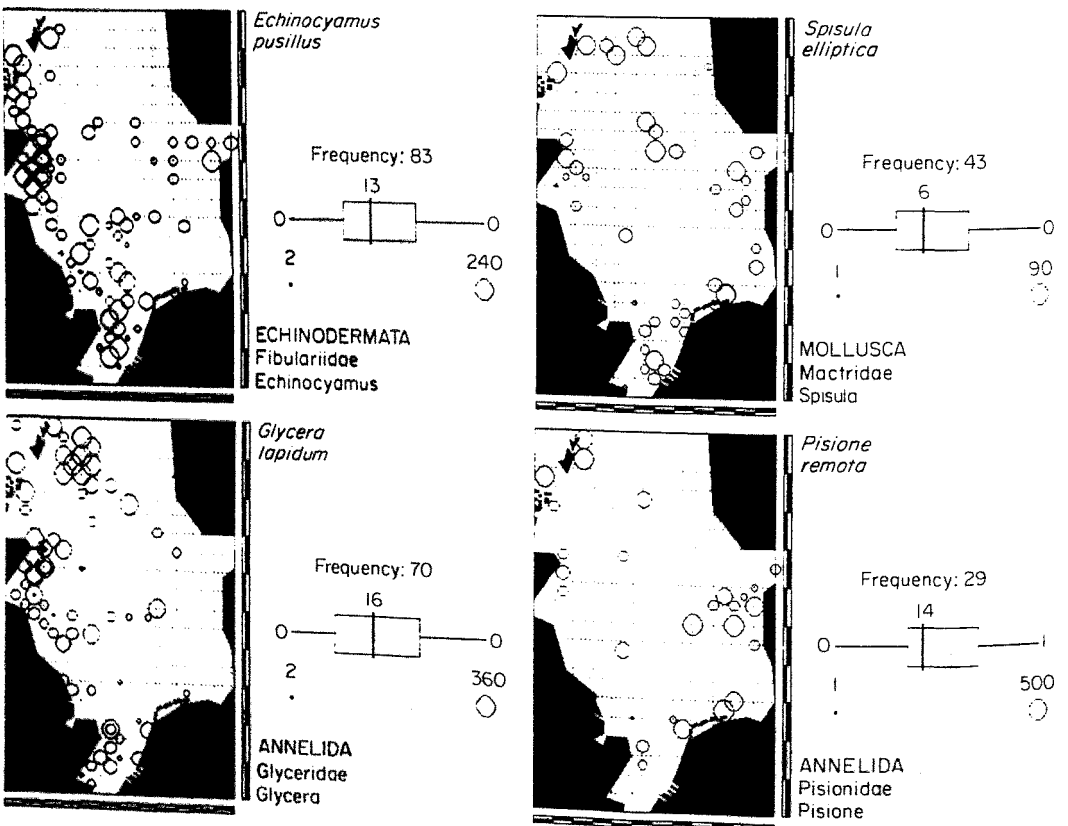 Echinocyamus
pusillus
Frequency: 83
13
0 0
2 240
ECHINODERMATA
Fibulariidae
Echinocyamus
Spisula
elliptica
Frequency: 43
6
0 0
1 90
MOLLUSCA
Mactridae
Spisula
Glycera
lapidum
Frequency: 70
16
0 0
2 360
ANNELIDA
Glyceridae
Glycera
Pisione
remota
Frequency: 29
14
0 1
1 500
ANNELIDA
Pisionidae
Pisione